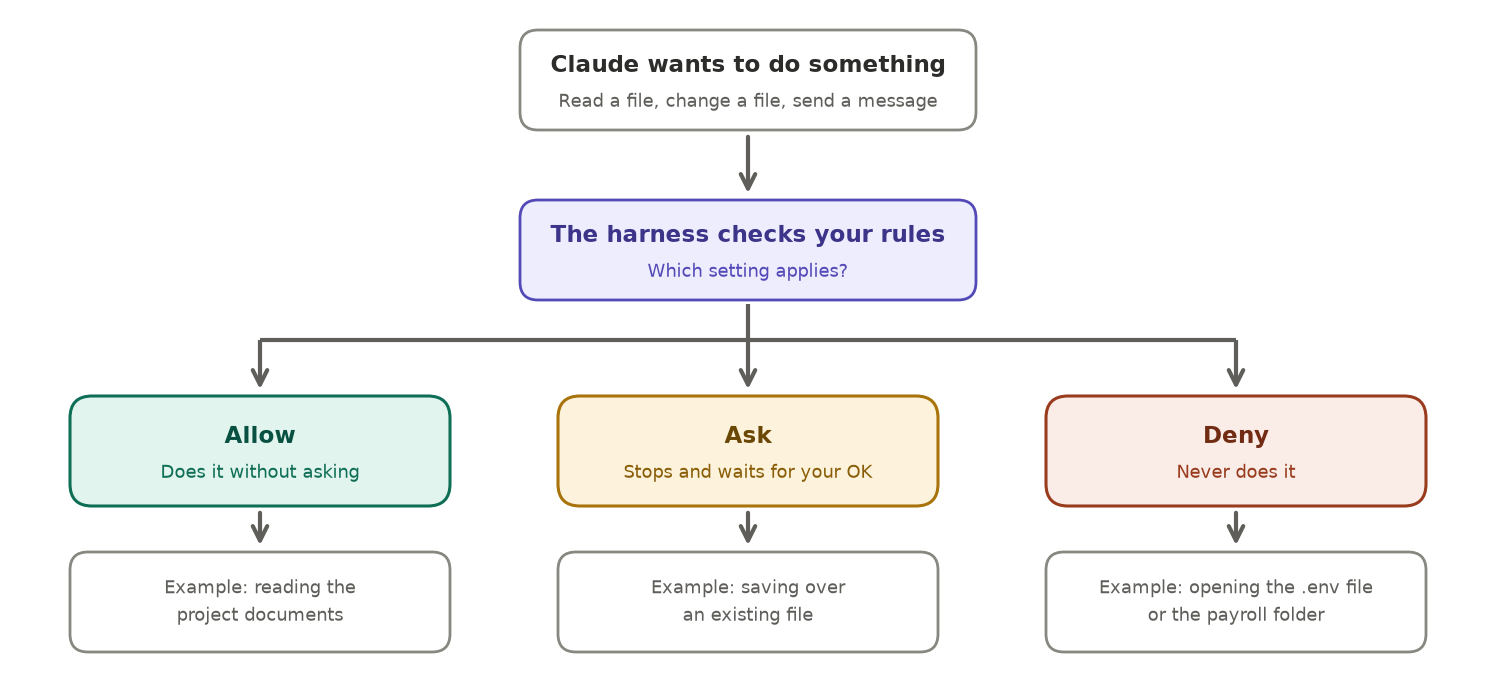 Claude wants to do something
Read a file, change a file, send a message
The harness checks your rules
Which setting applies?
Allow
Does it without asking
Ask
Stops and waits for your OK
Deny
Never does it
Example: reading the
project documents
Example: saving over
an existing file
Example: opening the .env file
or the payroll folder